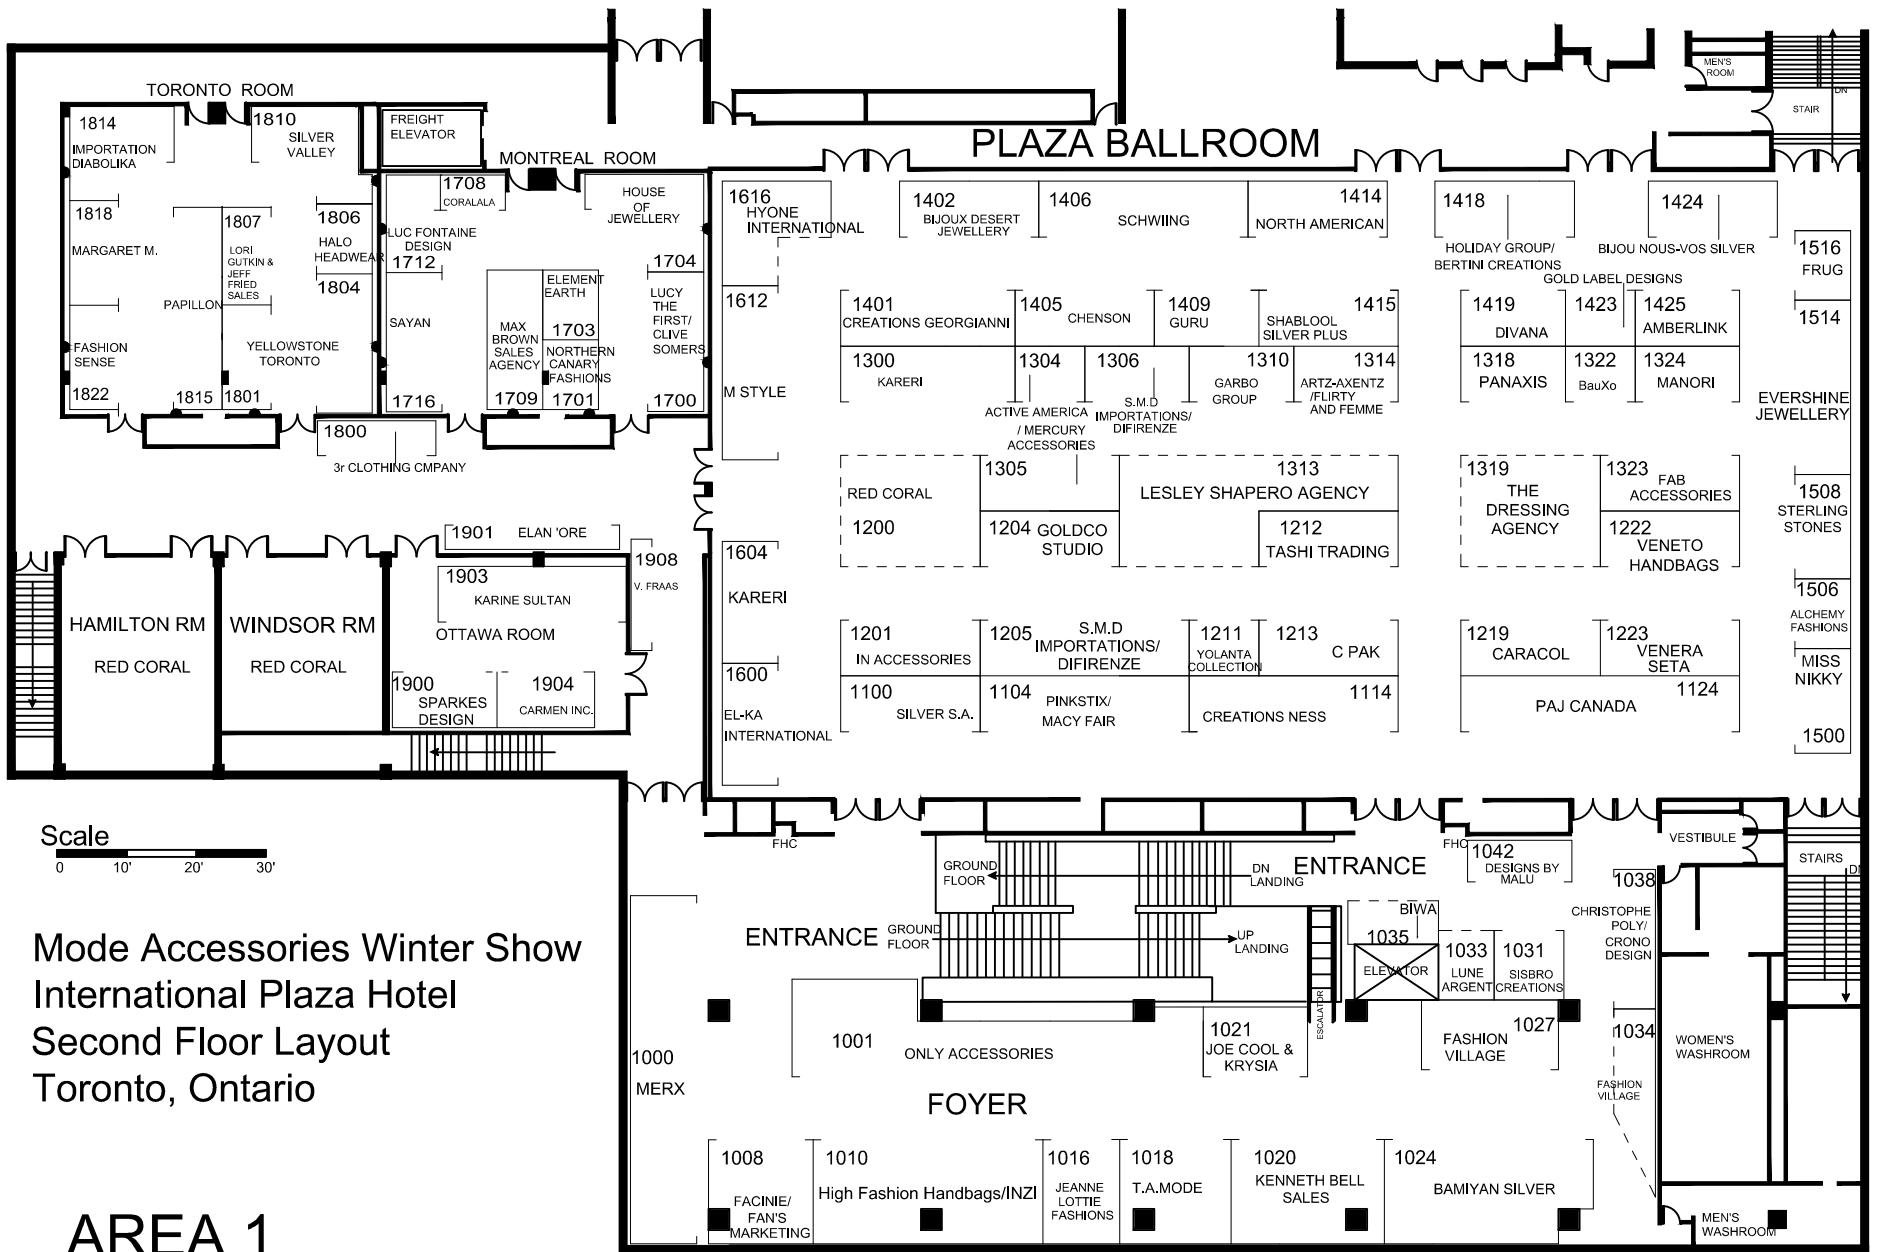 TORONTO ROOM
1814
IMPORTATION
DIABOLIKA
1810
SILVER
VALLEY
1818
MARGARET M.
1807
LORI
GUTKIN &
JEFF
FRIED
SALES
1806
HALO
HEADWEAR
1804
PAPILLON
FASHION
SENSE
1822
1815
YELLOWSTONE
TORONTO
1801
1800
3r CLOTHING CMPANY
FREIGHT
ELEVATOR
MONTREAL ROOM
1708
CORALALA
HOUSE
OF
JEWELLERY
LUC FONTAINE
DESIGN
1712
1704
SAYAN
MAX
BROWN
SALES
AGENCY
1709
ELEMENT
EARTH
1703
NORTHERN
CANARY
FASHIONS
1701
LUCY
THE
FIRST/
CLIVE
SOMERS
1716
1700
1901
ELAN 'ORE
1908
V. FRAAS
1903
KARINE SULTAN
OTTAWA ROOM
HAMILTON RM
RED CORAL
WINDSOR RM
RED CORAL
1900
SPARKES
DESIGN
1904
CARMEN INC.
PLAZA BALLROOM
MEN'S
ROOM
STAIR
DN
1616
HYONE
INTERNATIONAL
1402
BIJOUX DESERT
JEWELLERY
1406
SCHWIING
1414
NORTH AMERICAN
1418
HOLIDAY GROUP/
BERTINI CREATIONS
1424
BIJOU NOUS-VOS SILVER
GOLD LABEL DESIGNS
1516
FRUG
1514
1612
M STYLE
1401
CREATIONS GEORGIANNI
1405
CHENSON
1409
GURU
1415
SHABLOOL
SILVER PLUS
1419
DIVANA
1423
1425
AMBERLINK
1300
KARERI
1304
1306
1310
GARBO
GROUP
1314
ARTZ-AXENTZ
/FLIRTY
AND FEMME
1318
PANAXIS
1322
BauXo
1324
MANORI
ACTIVE AMERICA
/ MERCURY
ACCESSORIES
S.M.D
IMPORTATIONS/
DIFIRENZE
EVERSHINE
JEWELLERY
RED CORAL
1200
1305
1313
LESLEY SHAPERO AGENCY
1204
GOLDCO
STUDIO
1212
TASHI TRADING
1319
THE
DRESSING
AGENCY
1323
FAB
ACCESSORIES
1222
VENETO
HANDBAGS
1508
STERLING
STONES
1604
KARERI
1506
ALCHEMY
FASHIONS
1201
IN ACCESSORIES
1205
S.M.D
IMPORTATIONS/
DIFIRENZE
1211
YOLANTA
COLLECTION
1213
C PAK
1219
CARACOL
1223
VENERA
SETA
MISS
NIKKY
1500
1600
EL-KA
INTERNATIONAL
1100
SILVER S.A.
1104
PINKSTIX/
MACY FAIR
1114
CREATIONS NESS
1124
PAJ CANADA
Scale
0 10' 20' 30'
Mode Accessories Winter Show
International Plaza Hotel
Second Floor Layout
Toronto, Ontario
AREA 1
FHC
GROUND
FLOOR
DN
LANDING
ENTRANCE
ENTRANCE
GROUND
FLOOR
UP
LANDING
FHC
1042
DESIGNS BY
MALU
VESTIBULE
STAIRS
DN
1038
CHRISTOPHE
POLY/
CRONO
DESIGN
BIWA
1035
ELEVATOR
1033
LUNE
ARGENT
1031
SISBRO
CREATIONS
ESCALATOR
1000
MERX
1001
ONLY ACCESSORIES
1021
JOE COOL &
KRYSIA
1027
FASHION
VILLAGE
1034
FASHION
VILLAGE
WOMEN'S
WASHROOM
FOYER
1008
FACINIE/
FAN'S
MARKETING
1010
High Fashion Handbags/INZI
1016
JEANNE
LOTTIE
FASHIONS
1018
T.A.MODE
1020
KENNETH BELL
SALES
1024
BAMIYAN SILVER
MEN'S
WASHROOM